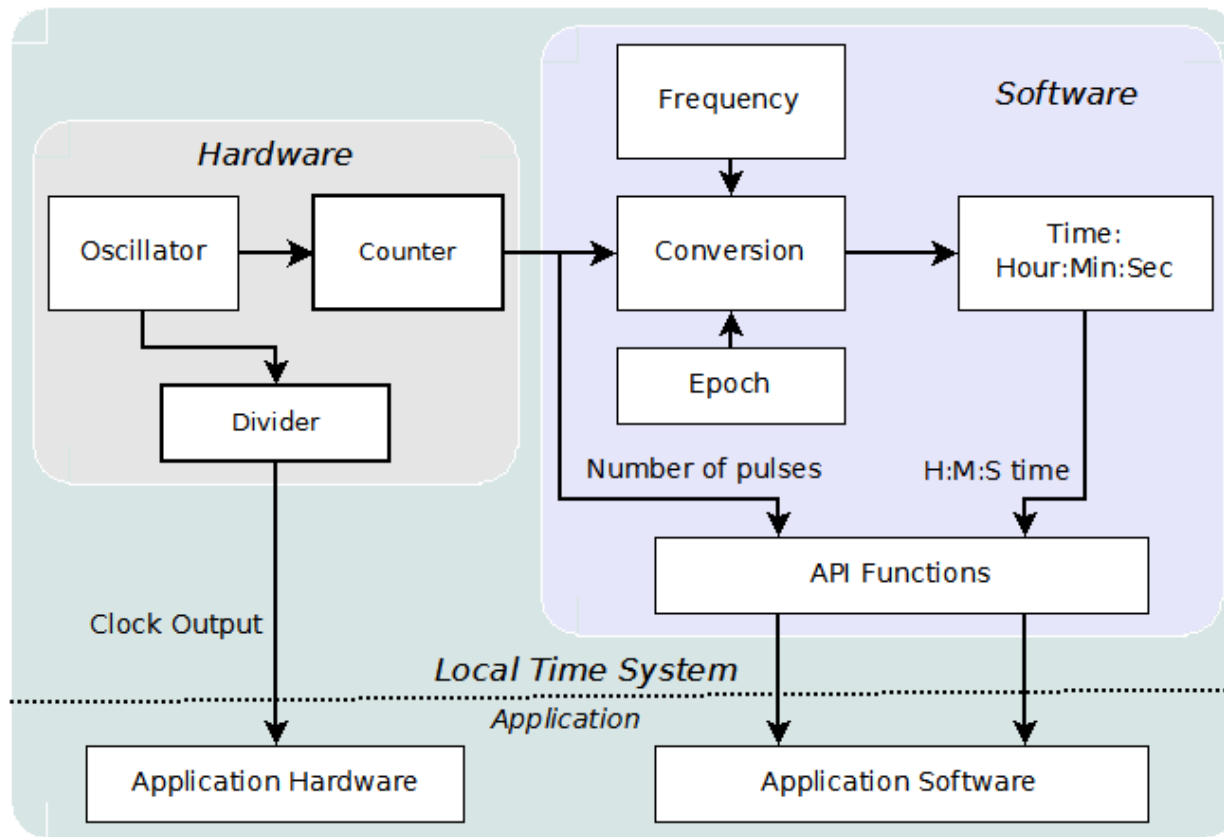 Frequency
Software
Hardware
Oscillator
Counter
Conversion
Time:
Hour:Min:Sec
Epoch
Divider
Number of pulses
H:M:S time
API Functions
Clock Output
Local Time System
Application
Application Hardware
Application Software